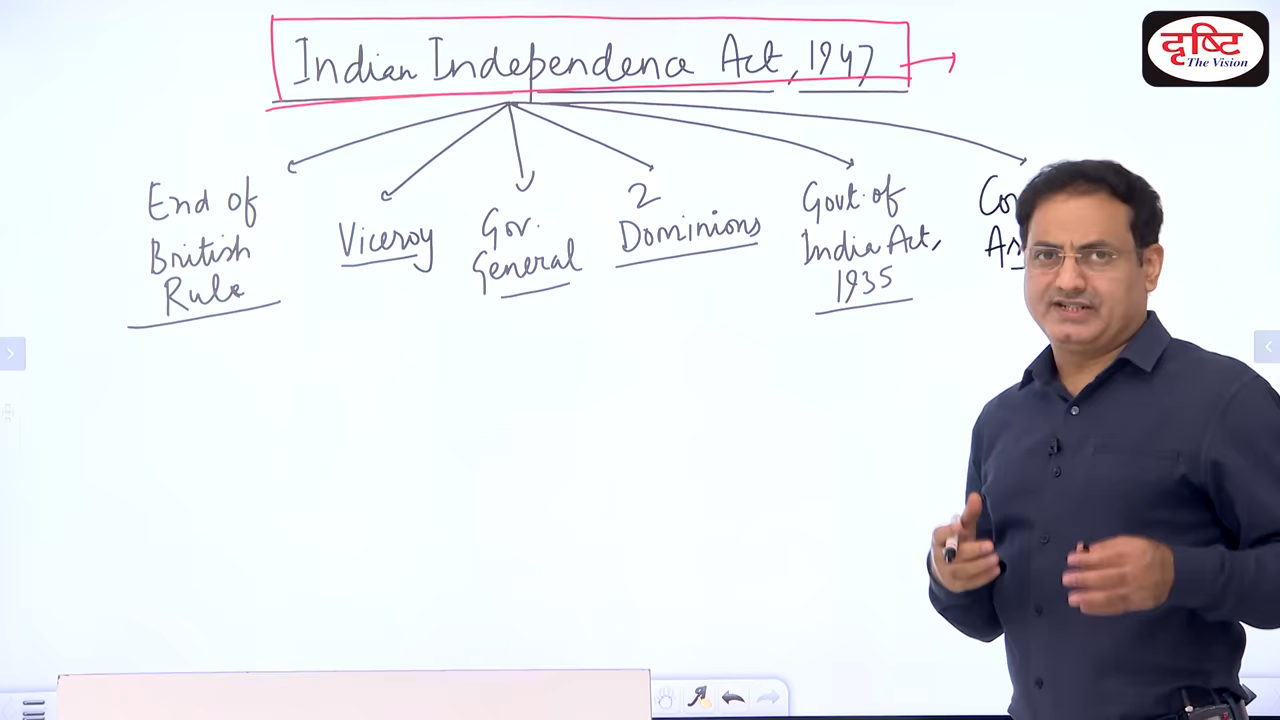 Indian Independence Act, 1947
दृष्टि
The Vision
End of
British
Rule
Viceroy
Gov.
General
2
Dominions
Govt. of
India Act,
1935